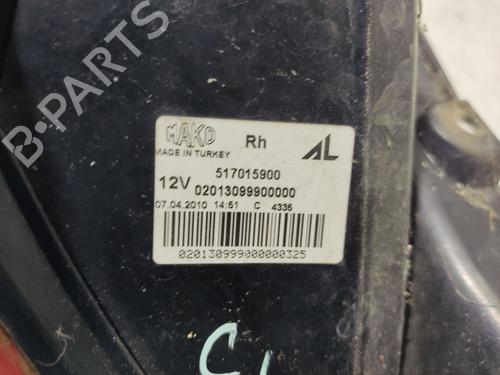 MAKO
Rh
AL
MADE IN TURKEY
517015900
12V
02013099900000
07.04.2010 14:51 C 4335
020130999000000325
B-PARTS